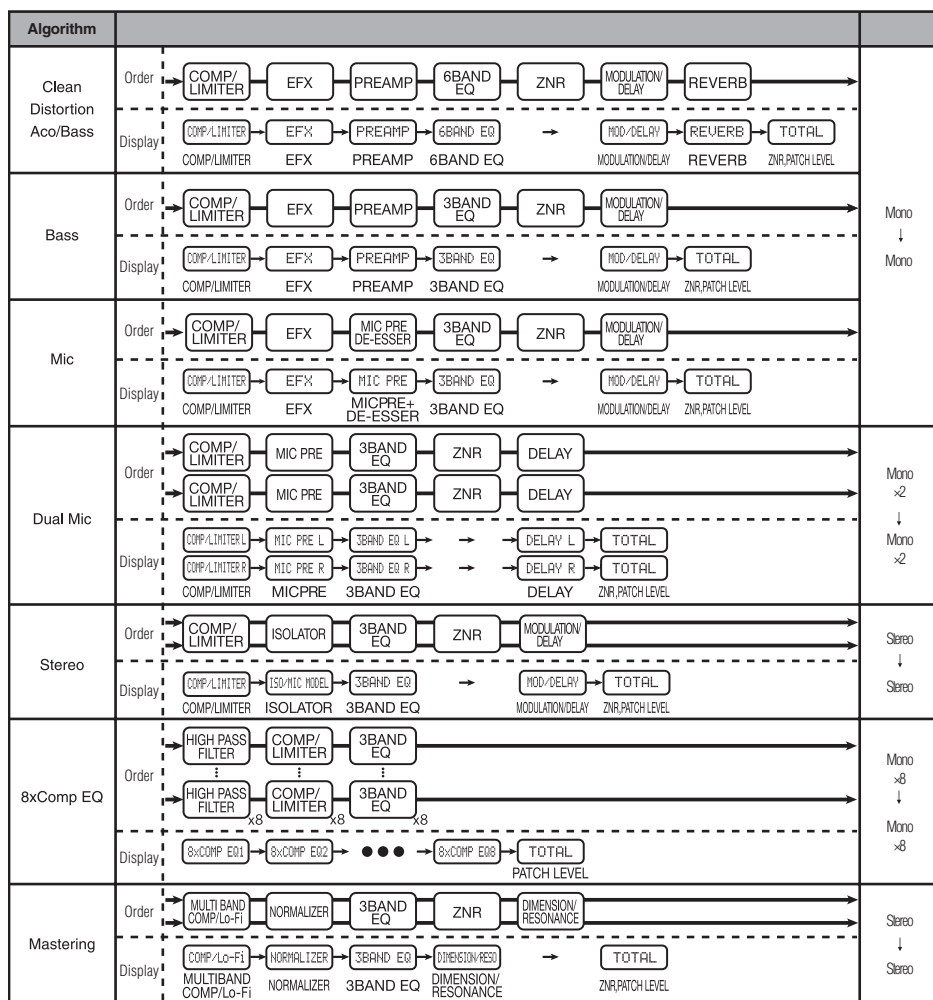 Algorithm
Clean
Distortion
Aco/Bass
Order
COMP/
LIMITER
EFX
PREAMP
6BAND
EQ
ZNR
MODULATION/
DELAY
REVERB
Display
COMP/LIMITER
EFX
PREAMP
6BAND EQ
MOD/DELAY
REVERB
TOTAL
COMP/LIMITER
EFX
PREAMP
6BAND EQ
MODULATION/DELAY
REVERB
ZNR,PATCH LEVEL
Bass
Order
COMP/
LIMITER
EFX
PREAMP
3BAND
EQ
ZNR
MODULATION/
DELAY
Display
COMP/LIMITER
EFX
PREAMP
3BAND EQ
MOD/DELAY
TOTAL
COMP/LIMITER
EFX
PREAMP
3BAND EQ
MODULATION/DELAY
ZNR,PATCH LEVEL
Mono
↓
Mono
Mic
Order
COMP/
LIMITER
EFX
MIC PRE
DE-ESSER
3BAND
EQ
ZNR
MODULATION/
DELAY
Display
COMP/LIMITER
EFX
MIC PRE
3BAND EQ
MOD/DELAY
TOTAL
COMP/LIMITER
EFX
MICPRE+
DE-ESSER
3BAND EQ
MODULATION/DELAY
ZNR,PATCH LEVEL
Dual Mic
Order
COMP/
LIMITER
MIC PRE
3BAND
EQ
ZNR
DELAY
COMP/
LIMITER
MIC PRE
3BAND
EQ
ZNR
DELAY
Display
COMP/LIMITER L
MIC PRE L
3BAND EQ L
DELAY L
TOTAL
COMP/LIMITER R
MIC PRE R
3BAND EQ R
DELAY R
TOTAL
COMP/LIMITER
MICPRE
3BAND EQ
DELAY
ZNR,PATCH LEVEL
Mono
×2
↓
Mono
×2
Stereo
Order
COMP/
LIMITER
ISOLATOR
3BAND
EQ
ZNR
MODULATION/
DELAY
Display
COMP/LIMITER
ISO/MIC MODEL
3BAND EQ
MOD/DELAY
TOTAL
COMP/LIMITER
ISOLATOR
3BAND EQ
MODULATION/DELAY
ZNR,PATCH LEVEL
Stereo
↓
Stereo
8xComp EQ
Order
HIGH PASS
FILTER
COMP/
LIMITER
3BAND
EQ
HIGH PASS
FILTER
x8
COMP/
LIMITER
x8
3BAND
EQ
x8
Display
8xCOMP EQ1
8xCOMP EQ2
●●●
8xCOMP EQ8
TOTAL
PATCH LEVEL
Mono
×8
↓
Mono
×8
Mastering
Order
MULTI BAND
COMP/Lo-Fi
NORMALIZER
3BAND
EQ
ZNR
DIMENSION/
RESONANCE
Display
COMP/Lo-Fi
NORMALIZER
3BAND EQ
DIMENSION/RESO
TOTAL
MULTIBAND
COMP/Lo-Fi
NORMALIZER
3BAND EQ
DIMENSION/
RESONANCE
ZNR,PATCH LEVEL
Stereo
↓
Stereo